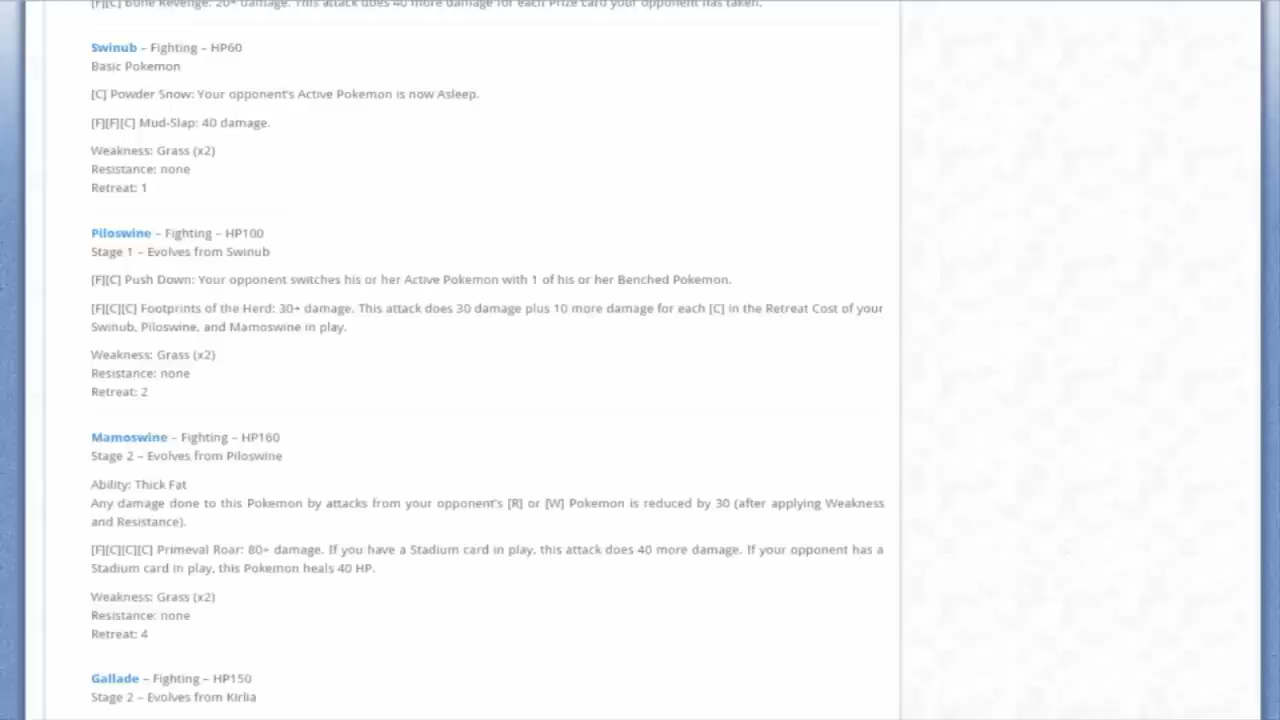 [F][C] Bone Revenge: 20+ damage. This attack does 40 more damage for each Prize card your opponent has taken.
Swinub – Fighting – HP60
Basic Pokemon
[C] Powder Snow: Your opponent's Active Pokemon is now Asleep.
[F][F][C] Mud-Slap: 40 damage.
Weakness: Grass (x2)
Resistance: none
Retreat: 1
Piloswine – Fighting – HP100
Stage 1 – Evolves from Swinub
[F][C] Push Down: Your opponent switches his or her Active Pokemon with 1 of his or her Benched Pokemon.
[F][C][C] Footprints of the Herd: 30+ damage. This attack does 30 damage plus 10 more damage for each [C] in the Retreat Cost of your
Swinub, Piloswine, and Mamoswine in play.
Weakness: Grass (x2)
Resistance: none
Retreat: 2
Mamoswine – Fighting – HP160
Stage 2 – Evolves from Piloswine
Ability: Thick Fat
Any damage done to this Pokemon by attacks from your opponent's [R] or [W] Pokemon is reduced by 30 (after applying Weakness
and Resistance).
[F][C][C][C] Primeval Roar: 80+ damage. If you have a Stadium card in play, this attack does 40 more damage. If your opponent has a
Stadium card in play, this Pokemon heals 40 HP.
Weakness: Grass (x2)
Resistance: none
Retreat: 4
Gallade – Fighting – HP150
Stage 2 – Evolves from Kirlia